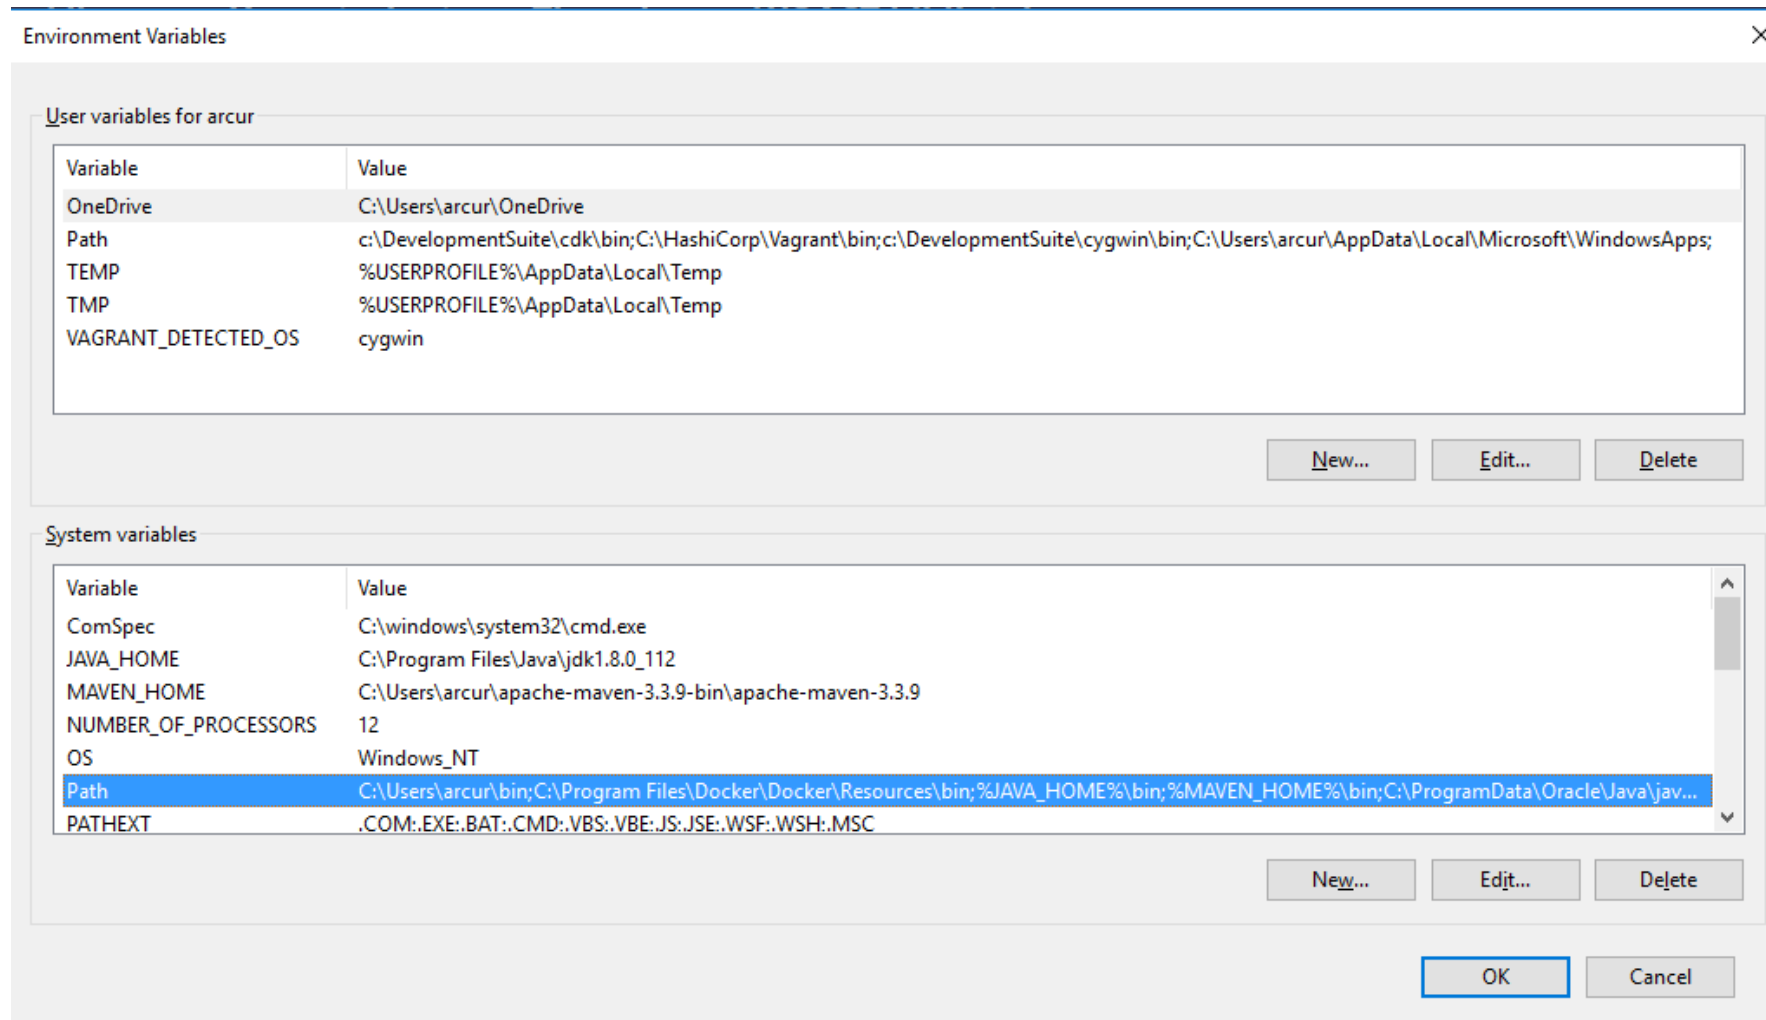 Environment Variables
User variables for arcur
Variable Value
OneDrive C:\Users\arcur\OneDrive
Path c:\DevelopmentSuite\cdk\bin;C:\HashiCorp\Vagrant\bin;c:\DevelopmentSuite\cygwin\bin;C:\Users\arcur\AppData\Local\Microsoft\WindowsApps;
TEMP %USERPROFILE%\AppData\Local\Temp
TMP %USERPROFILE%\AppData\Local\Temp
VAGRANT_DETECTED_OS cygwin
New... Edit... Delete
System variables
Variable Value
ComSpec C:\windows\system32\cmd.exe
JAVA_HOME C:\Program Files\Java\jdk1.8.0_112
MAVEN_HOME C:\Users\arcur\apache-maven-3.3.9-bin\apache-maven-3.3.9
NUMBER_OF_PROCESSORS 12
OS Windows_NT
Path C:\Users\arcur\bin;C:\Program Files\Docker\Docker\Resources\bin;%JAVA_HOME%\bin;%MAVEN_HOME%\bin;C:\ProgramData\Oracle\Java\jav...
PATHEXT .COM;.EXE;.BAT;.CMD;.VBS;.VBE;.JS;.JSE;.WSF;.WSH;.MSC
New... Edit... Delete
OK Cancel